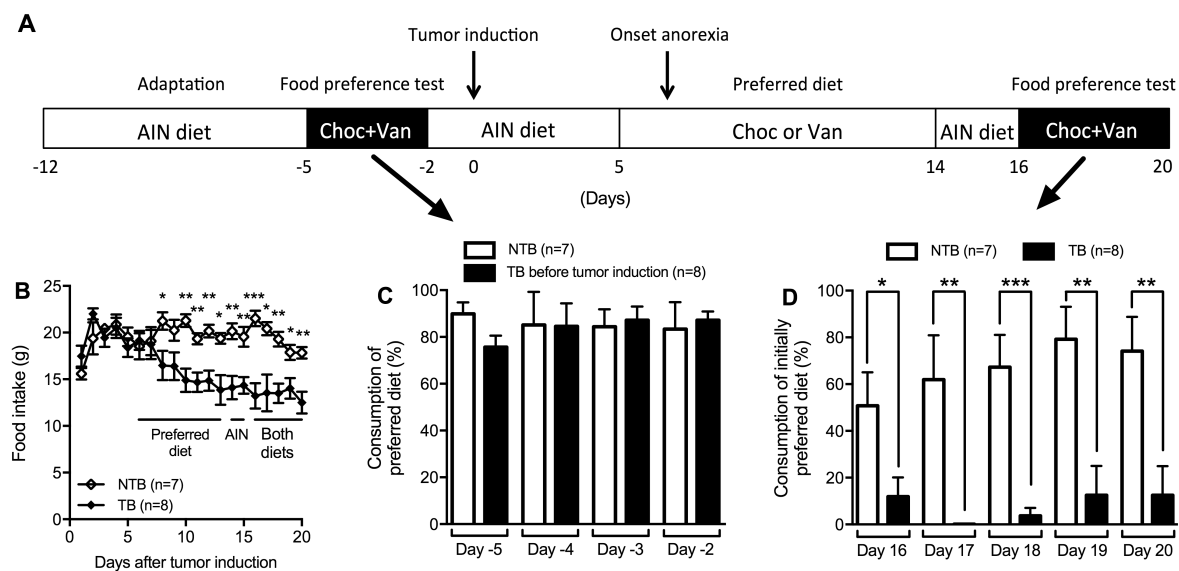 A
Tumor induction
Onset anorexia
Adaptation
Food preference test
Preferred diet
Food preference test
AIN diet
Choc+Van
AIN diet
Choc or Van
AIN diet
Choc+Van
-12
-5
-2
0
5
14
16
20
(Days)
B
25
20
15
10
5
0
Food intake (g)
* ** ** ** * ** ** *** * ** * **
Preferred diet
AIN
Both diets
NTB (n=7)
TB (n=8)
0
5
10
15
20
Days after tumor induction
C
NTB (n=7)
TB before tumor induction (n=8)
100
80
60
40
20
0
Consumption of
preferred diet (%)
Day -5
Day -4
Day -3
Day -2
D
NTB (n=7)
TB (n=8)
100
80
60
40
20
0
Consumption of initially
preferred diet (%)
*
**
***
**
**
Day 16
Day 17
Day 18
Day 19
Day 20